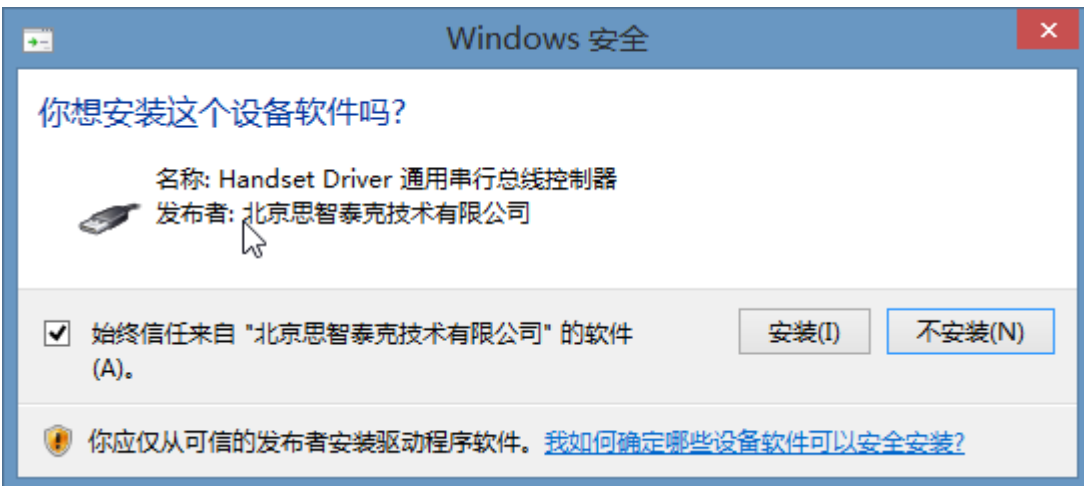 Windows 安全
你想安装这个设备软件吗?
名称: Handset Driver 通用串行总线控制器
发布者: 北京思智泰克技术有限公司
始终信任来自 "北京思智泰克技术有限公司" 的软件
(A)。
安装(I)
不安装(N)
你应仅从可信的发布者安装驱动程序软件。我如何确定哪些设备软件可以安全安装?